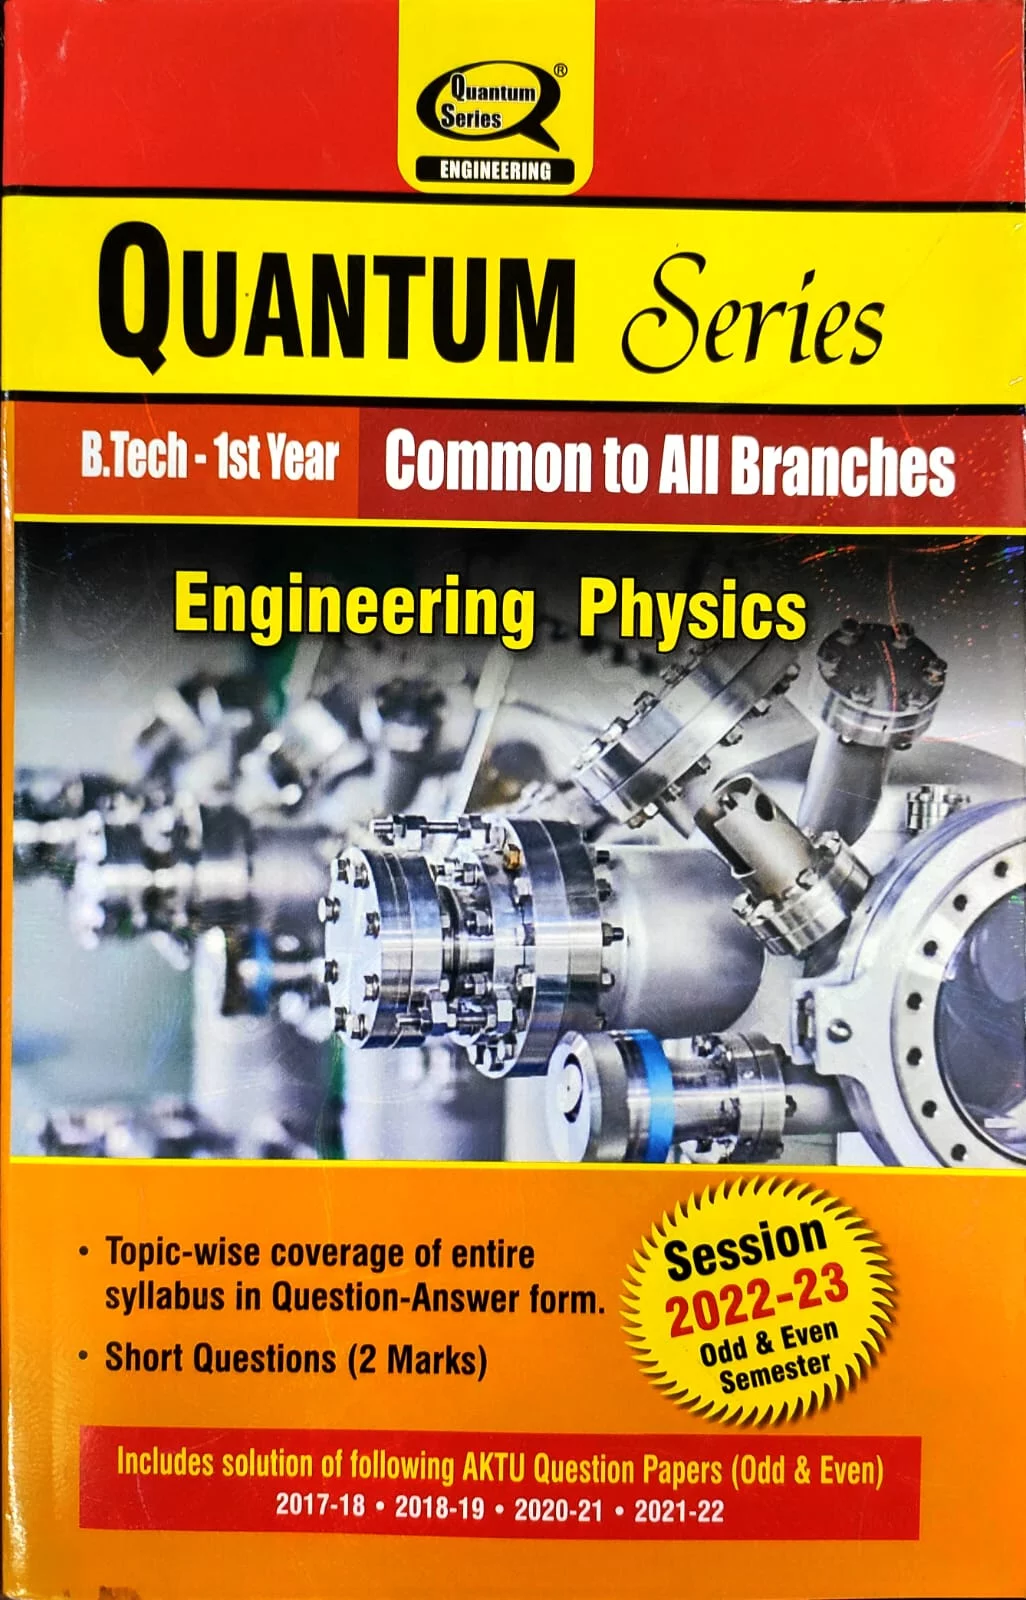 Quantum
Series
®
ENGINEERING
QUANTUM Series
B.Tech - 1st Year Common to All Branches
Engineering Physics
• Topic-wise coverage of entire
syllabus in Question-Answer form.
• Short Questions (2 Marks)
Session
2022-23
Odd & Even
Semester
Includes solution of following AKTU Question Papers (Odd & Even)
2017-18 • 2018-19 • 2020-21 • 2021-22